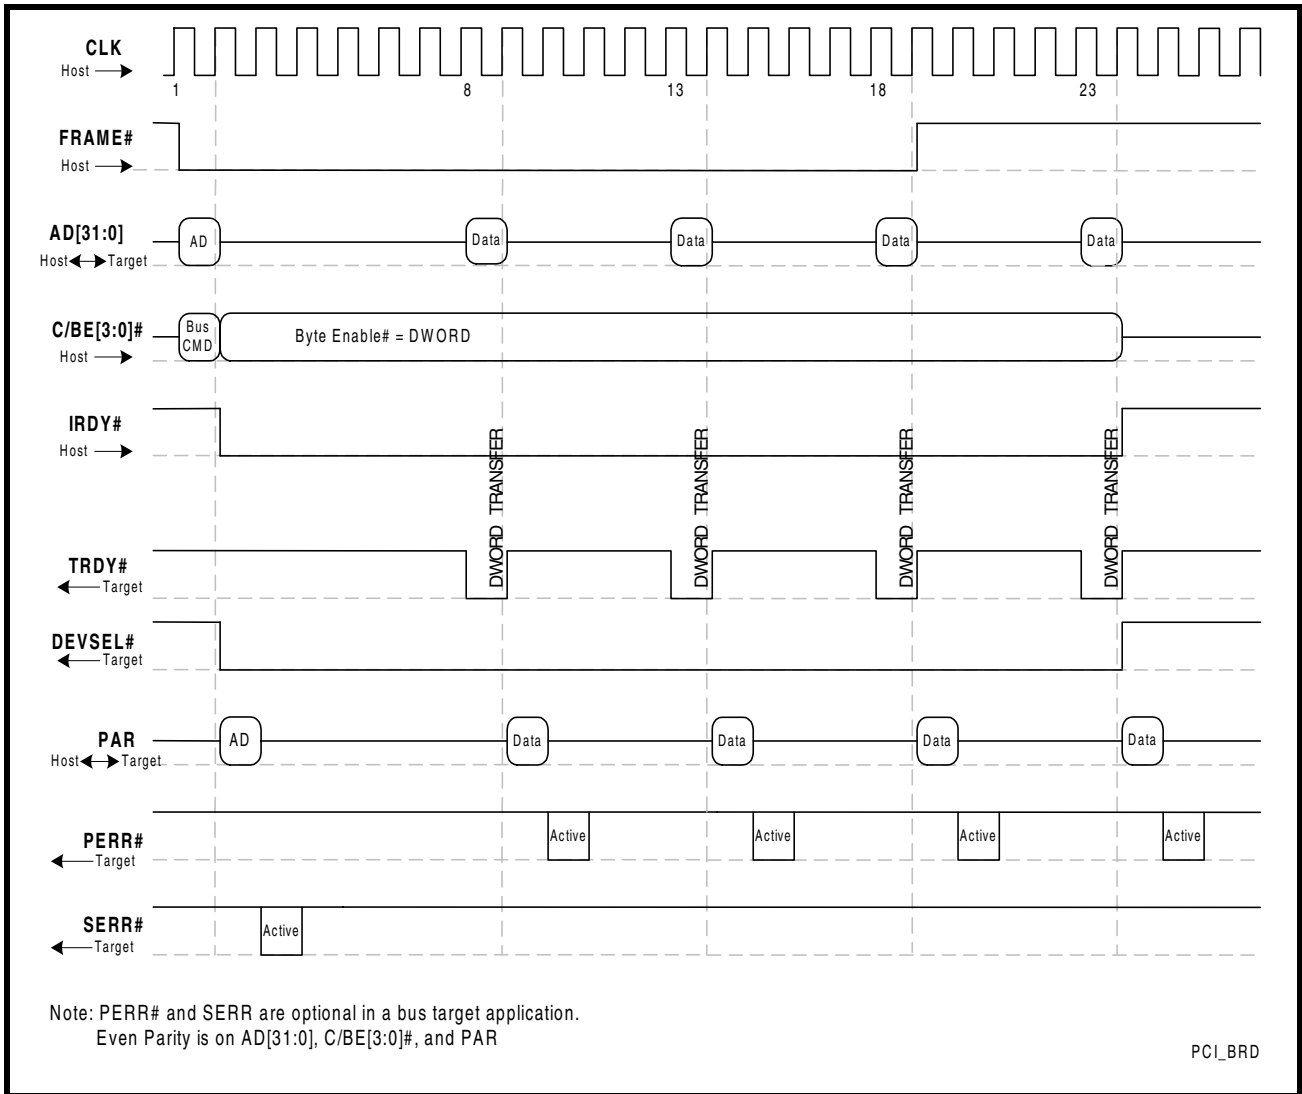 CLK
Host
1 8 13 18 23
FRAME#
Host
AD[31:0]
Host Target
AD Data Data Data Data
C/BE[3:0]#
Host
Bus
CMD
Byte Enable# = DWORD
IRDY#
Host
DWORD TRANSFER
DWORD TRANSFER
DWORD TRANSFER
DWORD TRANSFER
TRDY#
Target
DEVSEL#
Target
PAR
Host Target
AD Data Data Data Data
PERR#
Target
Active Active Active Active
SERR#
Target
Active
Note: PERR# and SERR are optional in a bus target application.
Even Parity is on AD[31:0], C/BE[3:0]#, and PAR
PCI_BRD